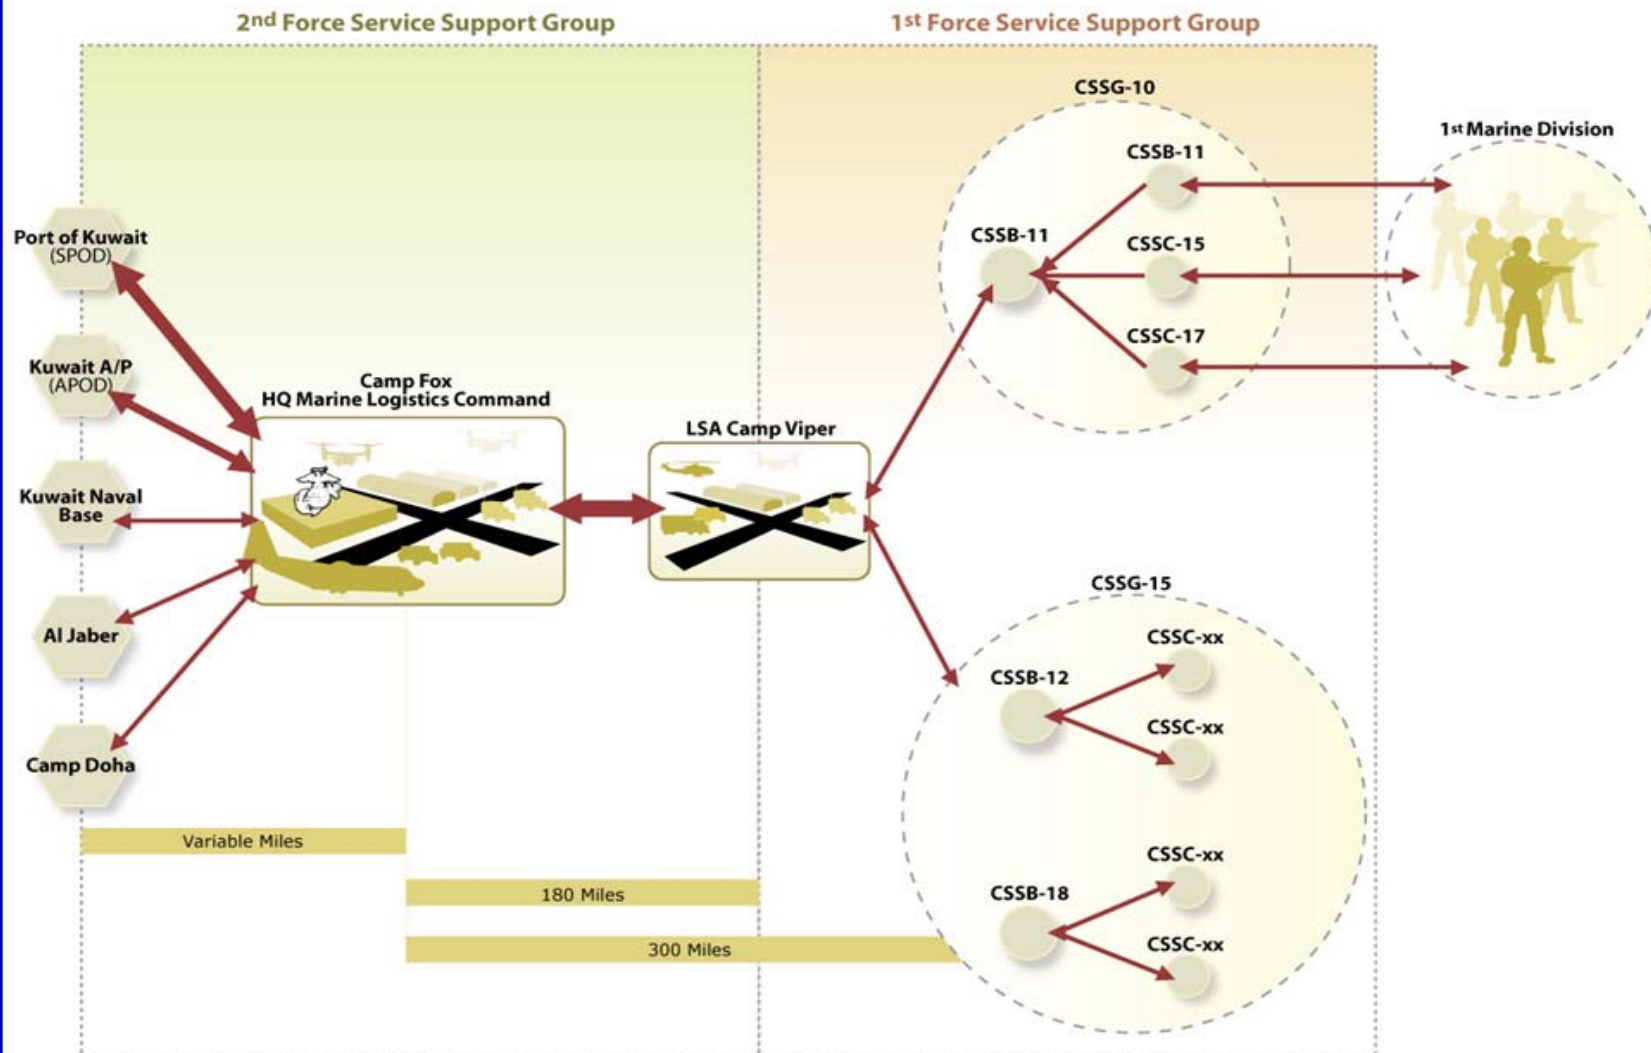 2nd Force Service Support Group
1st Force Service Support Group
CSSG-10
1st Marine Division
CSSB-11
CSSB-11
CSSC-15
CSSC-17
Port of Kuwait
(SPOD)
Kuwait A/P
(APOD)
Kuwait Naval
Base
Al Jaber
Camp Doha
Camp Fox
HQ Marine Logistics Command
LSA Camp Viper
CSSG-15
CSSC-xx
CSSB-12
CSSC-xx
CSSC-xx
CSSB-18
CSSC-xx
Variable Miles
180 Miles
300 Miles